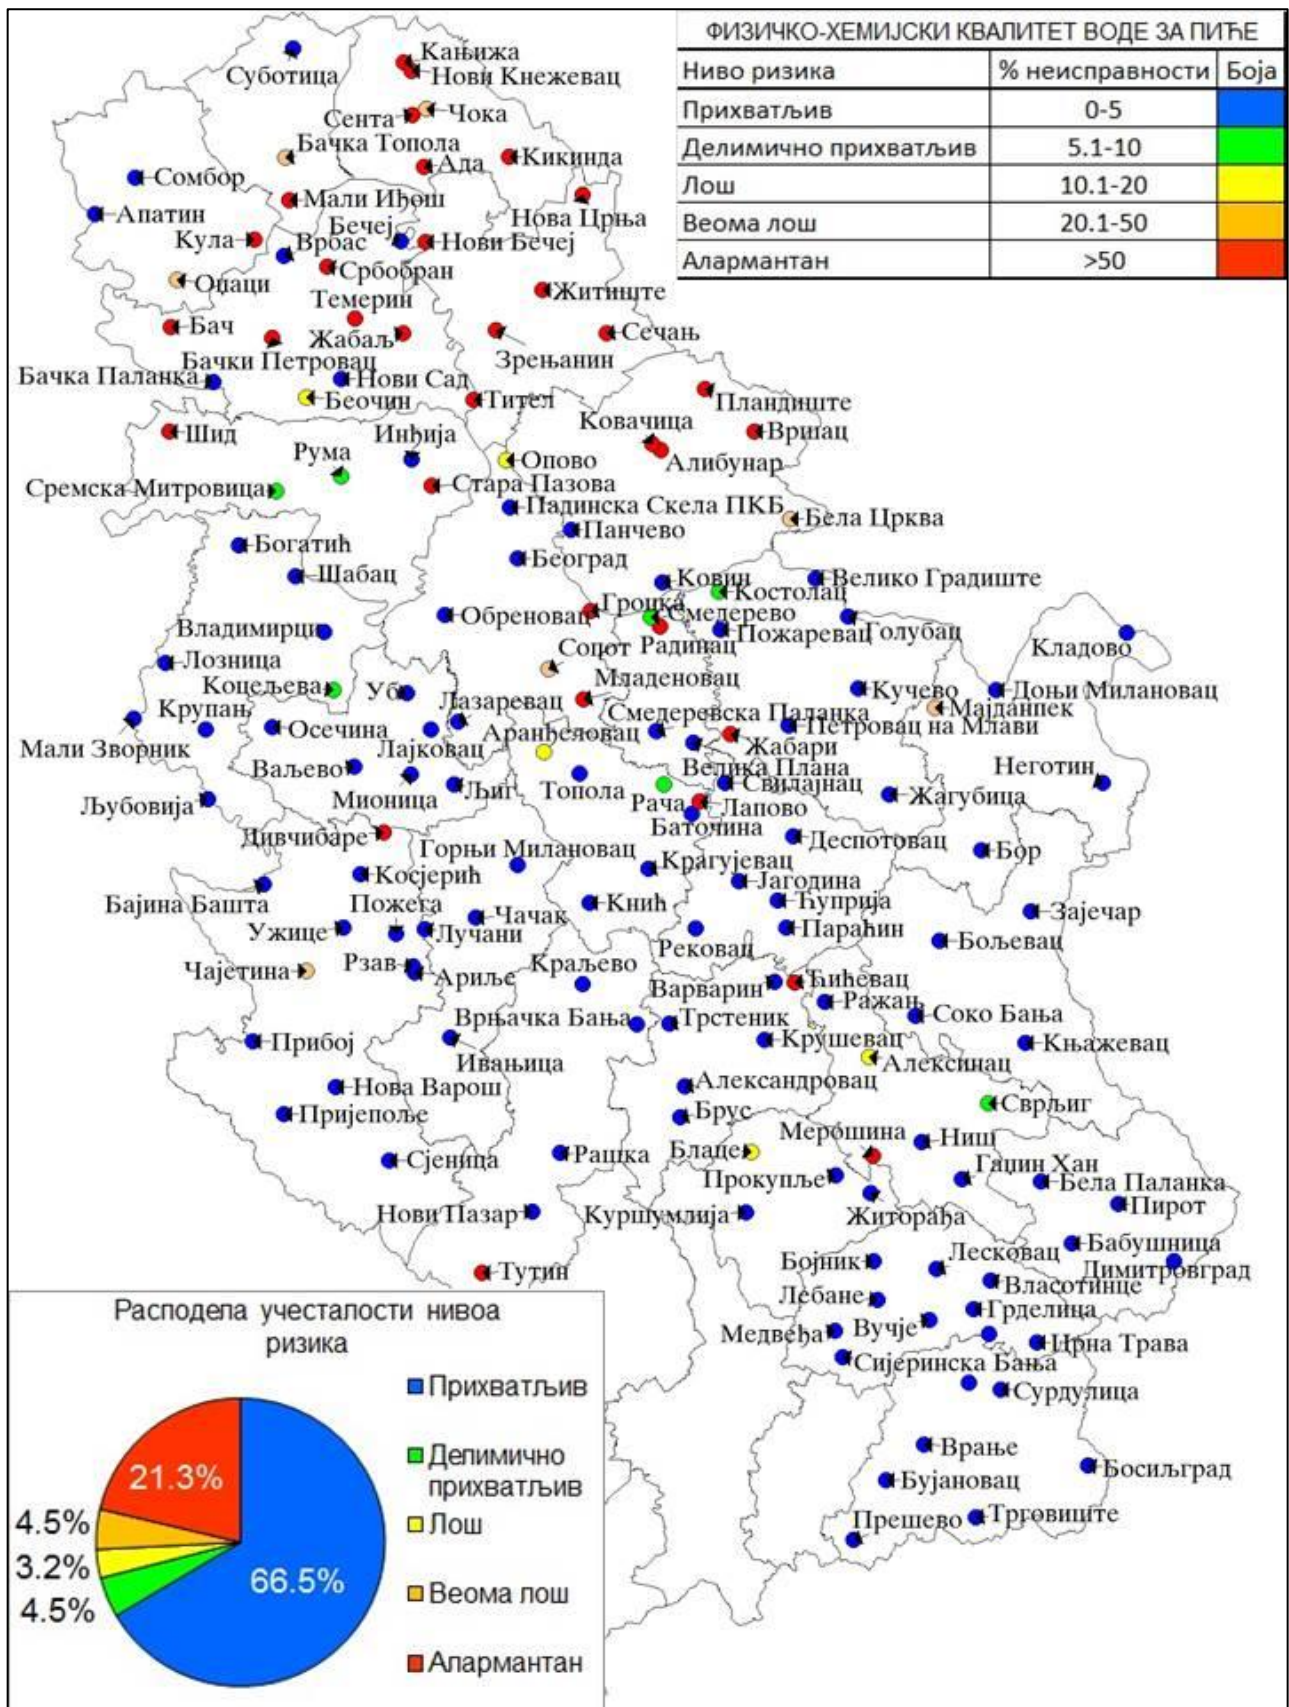 ФИЗИЧКО-ХЕМИЈСКИ КВАЛИТЕТ ВОДЕ ЗА ПИЋЕ
Ниво ризика % неисправности Боја
Прихватљив 0-5
Делимично прихватљив 5.1-10
Лош 10.1-20
Веома лош 20.1-50
Алармантан >50
Кањижа
Суботица
Нови Кнежевац
Сента
Чока
Бачка Топола
Ада
Кикинда
Сомбор
Мали Иђош
Апатин
Нова Црња
Бечеј
Кула
Врбас
Нови Бечеј
Србобран
Оџаци
Житиште
Темерин
Бач
Жабаљ
Сечањ
Зрењанин
Бачки Петровац
Бачка Паланка
Нови Сад
Беочин
Тител
Пландиште
Ковачица
Шид
Вршац
Инђија
Рума
Опово
Алибунар
Сремска Митровица
Стара Пазова
Падинска Скела ПКБ
Бела Црква
Панчево
Богатић
Београд
Шабац
Ковин
Велико Градиште
Костолац
Гроцка
Обреновац
Смедерево
Владимирци
Пожаревац
Голубац
Радинац
Кладово
Лозница
Сопот
Младеновац
Коцељева
Уб
Кучево
Доњи Милановац
Лазаревац
Мајданпек
Крупањ
Смедеревска Паланка
Осечина
Петровац на Млави
Аранђеловац
Мали Зворник
Лајковац
Жабари
Ваљево
Велика Плана
Неготин
Мионица
Љиг
Топола
Свилајнац
Жагубица
Љубовија
Рача
Лапово
Баточина
Дивчибаре
Деспотовац
Горњи Милановац
Бор
Крагујевац
Косјерић
Јагодина
Бајина Башта
Пожега
Кнић
Ћуприја
Чачак
Зајечар
Ужице
Лучани
Параћин
Рековац
Бољевац
Чајетина
Рзав
Краљево
Ариље
Варварин
Ћићевац
Ражањ
Врњачка Бања
Трстеник
Соко Бања
Прибој
Крушевац
Књажевац
Ивањица
Алексинац
Нова Варош
Александровац
Пријепоље
Брус
Сврљиг
Мерошина
Ниш
Блаце
Рашка
Сјеница
Гаџин Хан
Прокупље
Бела Паланка
Нови Пазар
Куршумлија
Житорађа
Пирот
Бабушница
Лесковац
Бојник
Димитровград
Тутин
Власотинце
Лебане
Грделица
Медвеђа
Вучје
Црна Трава
Сијеринска Бања
Сурдулица
Врање
Босиљград
Бујановац
Прешево
Трговиште
Расподела учесталости нивоа
ризика
Прихватљив
Делимично
прихватљив
Лош
Веома лош
Алармантан
21.3%
4.5%
3.2%
4.5%
66.5%